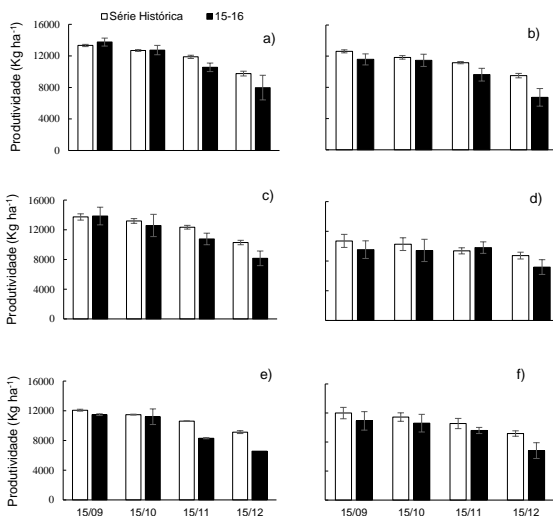 Série Histórica 15-16
a)
b)
Produtividade (Kg ha⁻¹)
16000
12000
8000
4000
0
c)
d)
Produtividade (Kg ha⁻¹)
16000
12000
8000
4000
0
e)
f)
Produtividade (Kg ha⁻¹)
16000
12000
8000
4000
0
15/09 15/10 15/11 15/12
15/09 15/10 15/11 15/12